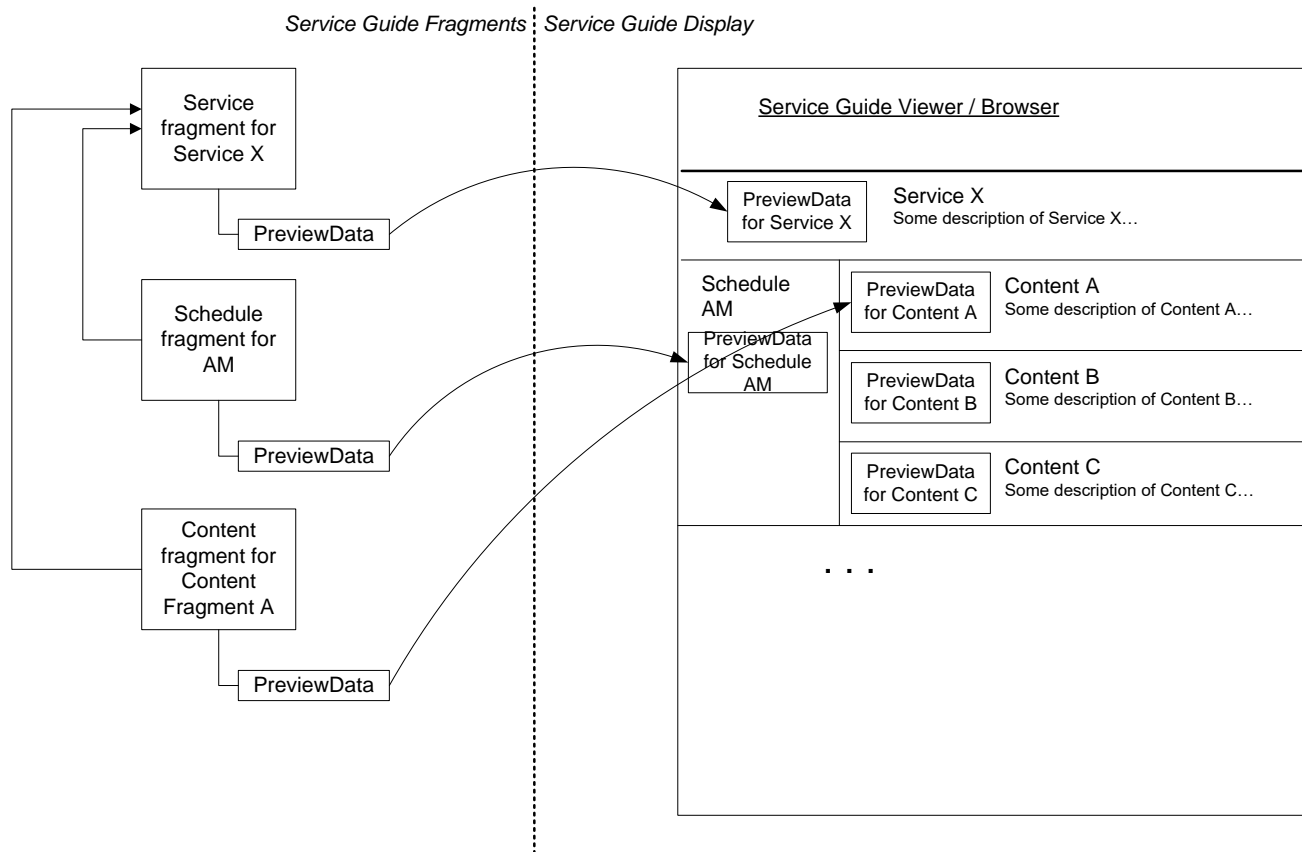 Service Guide Fragments
Service Guide Display
Service
fragment for
Service X
PreviewData
Schedule
fragment for
AM
PreviewData
Content
fragment for
Content
Fragment A
PreviewData
Service Guide Viewer / Browser
PreviewData
for Service X
Service X
Some description of Service X…
Schedule
AM
PreviewData
for Schedule
AM
PreviewData
for Content A
Content A
Some description of Content A…
PreviewData
for Content B
Content B
Some description of Content B…
PreviewData
for Content C
Content C
Some description of Content C…
. . .